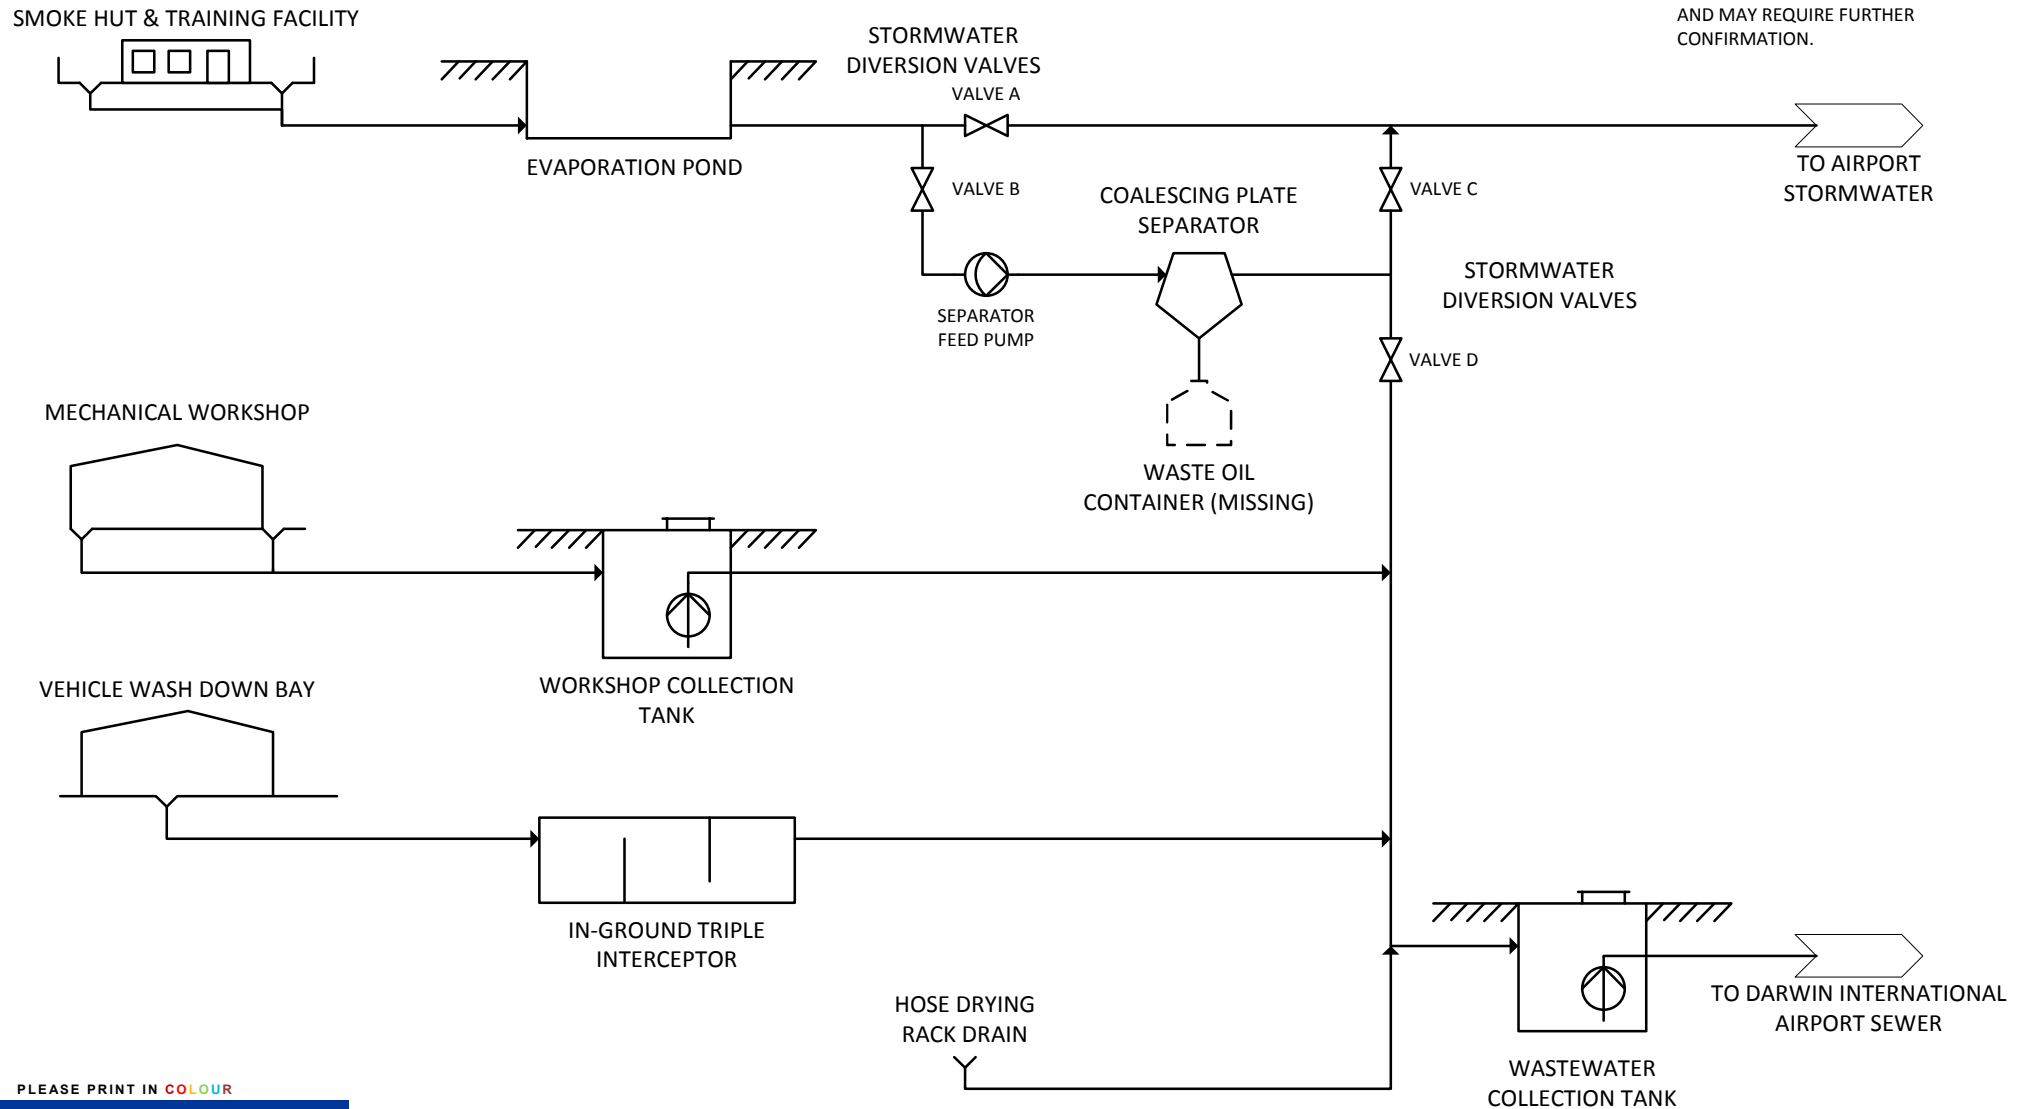 SMOKE HUT & TRAINING FACILITY
AND MAY REQUIRE FURTHER
CONFIRMATION.
STORMWATER
DIVERSION VALVES
VALVE A
EVAPORATION POND
VALVE B
COALESCING PLATE
SEPARATOR
VALVE C
TO AIRPORT
STORMWATER
SEPARATOR
FEED PUMP
STORMWATER
DIVERSION VALVES
VALVE D
MECHANICAL WORKSHOP
WASTE OIL
CONTAINER (MISSING)
VEHICLE WASH DOWN BAY
WORKSHOP COLLECTION
TANK
IN-GROUND TRIPLE
INTERCEPTOR
HOSE DRYING
RACK DRAIN
TO DARWIN INTERNATIONAL
AIRPORT SEWER
WASTEWATER
COLLECTION TANK
PLEASE PRINT IN COLOUR